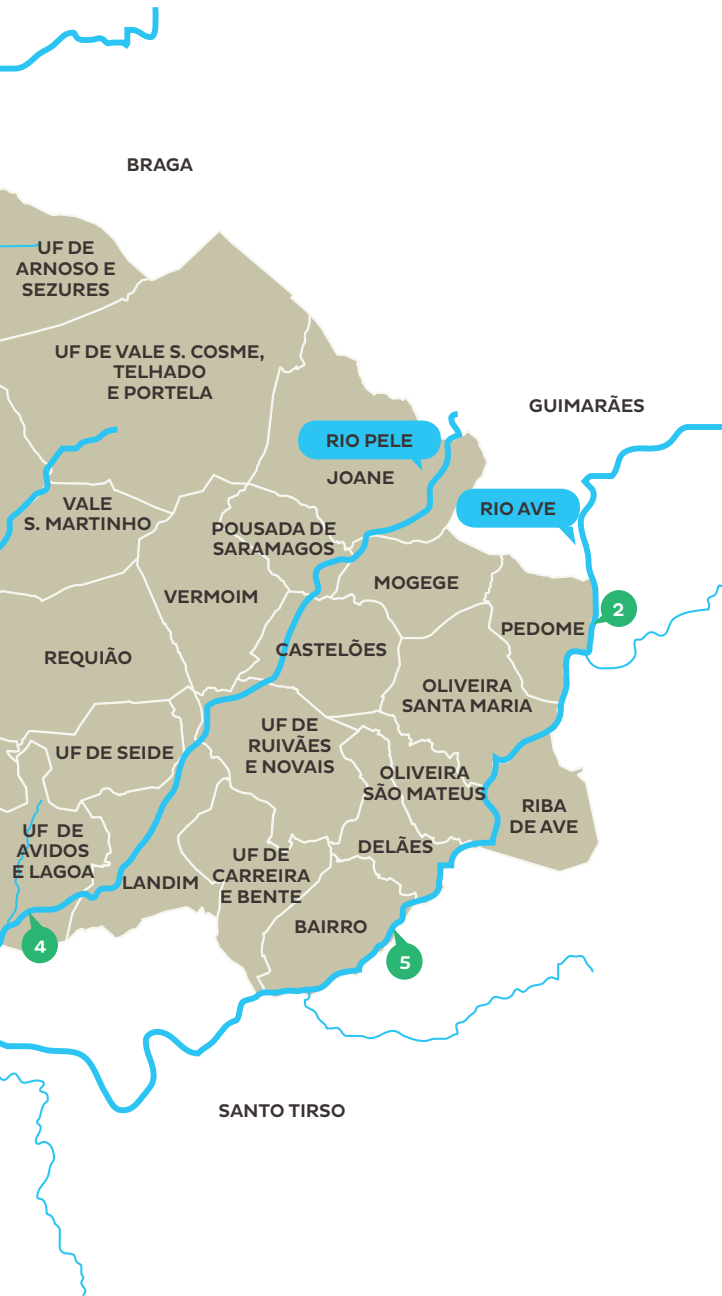 BRAGA
UF DE
ARNOSO E
SEZURES
UF DE VALE S. COSME,
TELHADO
E PORTELA
GUIMARÃES
RIO PELE
JOANE
RIO AVE
VALE
S. MARTINHO
POUSADA DE
SARAMAGOS
MOGEGE
VERMOIM
2
PEDOME
CASTELÕES
REQUIÃO
OLIVEIRA
SANTA MARIA
UF DE
RUIVÃES
E NOVAIS
UF DE SEIDE
OLIVEIRA
SÃO MATEUS
RIBA
DE AVE
UF DE
AVIDOS
E LAGOA
DELÃES
UF DE
CARREIRA
E BENTE
LANDIM
BAIRRO
4
5
SANTO TIRSO